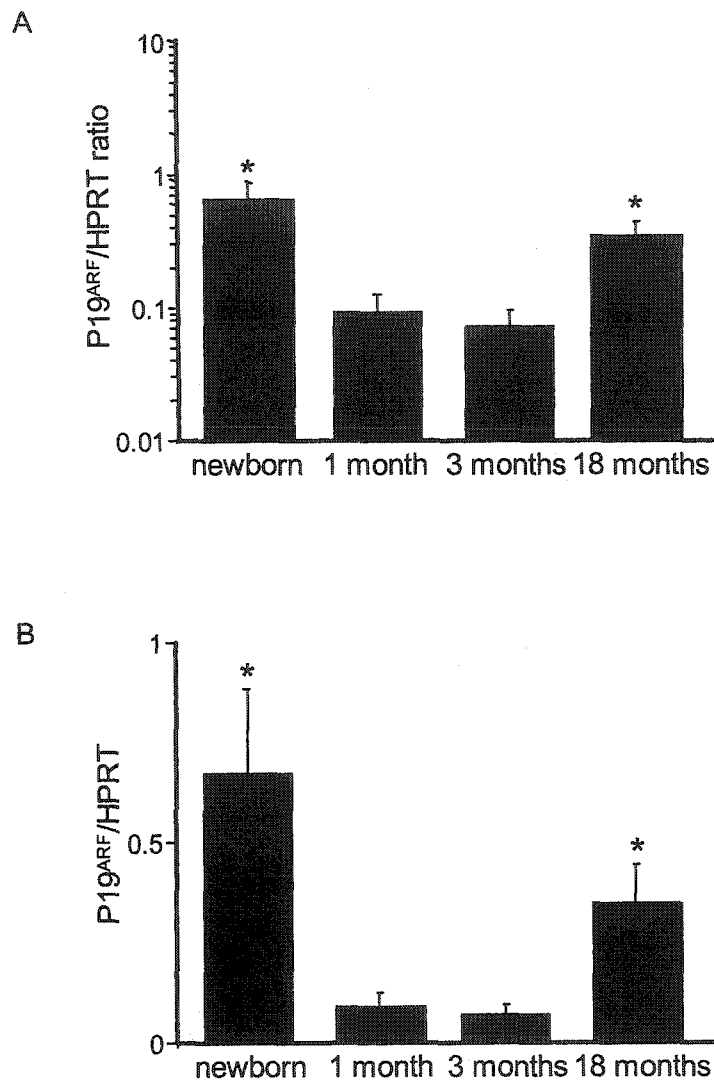 A
P19ARF/HPRT ratio
10
1
0.1
0.01
*
*
newborn 1 month 3 months 18 months
B
P19ARF/HPRT
1
0.5
0
*
*
newborn 1 month 3 months 18 months